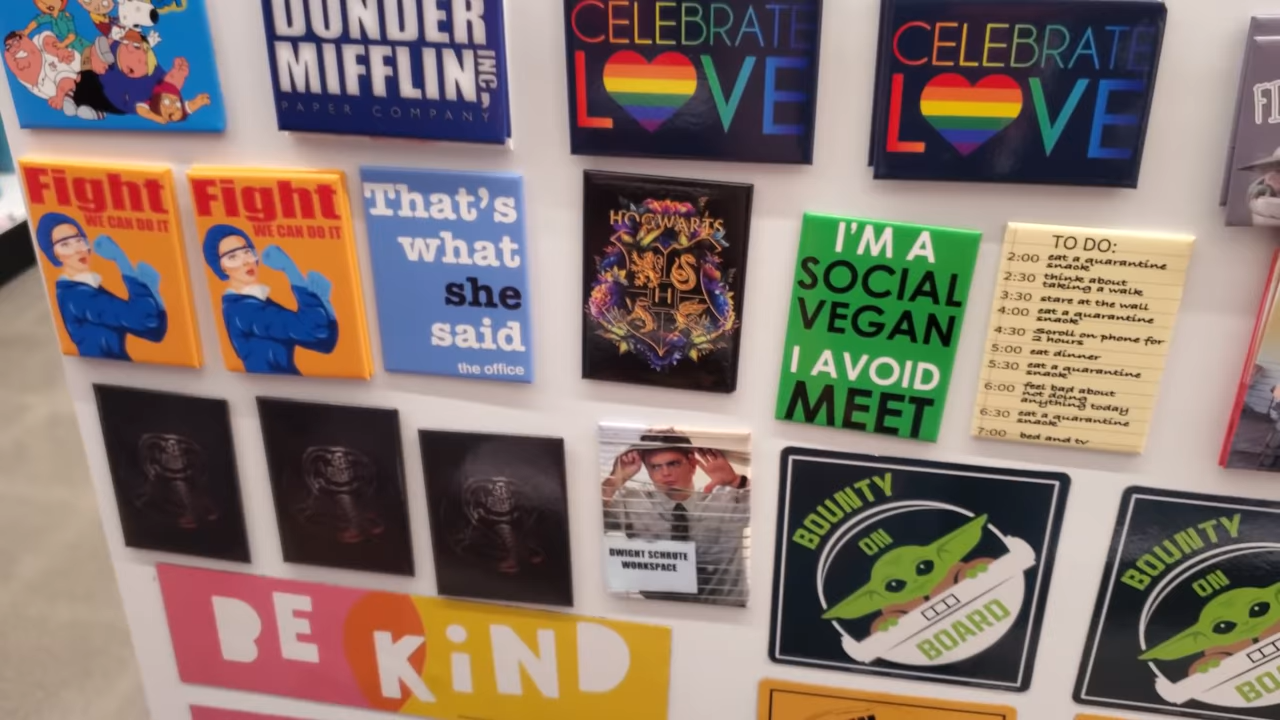 DUNDER
MIFFLIN INC,
PAPER COMPANY
CELEBRATE
LOVE
CELEBRATE
LOVE
Fight
WE CAN DO IT
Fight
WE CAN DO IT
That's
what
she
said
the office
HOGWARTS
H
I'M A
SOCIAL
VEGAN
I AVOID
MEET
TO DO:
2:00 eat a quarantine
snack
2:30 think about
taking a walk
3:30 stare at the wall
4:00 eat a quarantine
snack
4:30 Scroll on phone for
2 hours
5:00 eat dinner
5:30 eat a quarantine
snack
6:00 feel bad about
not doing
anything today
6:30 eat a quarantine
snack
7:00 bed and tv
DWIGHT SCHRUTE
WORKSPACE
BOUNTY
ON
BOARD
BOUNTY
ON
BE KiND